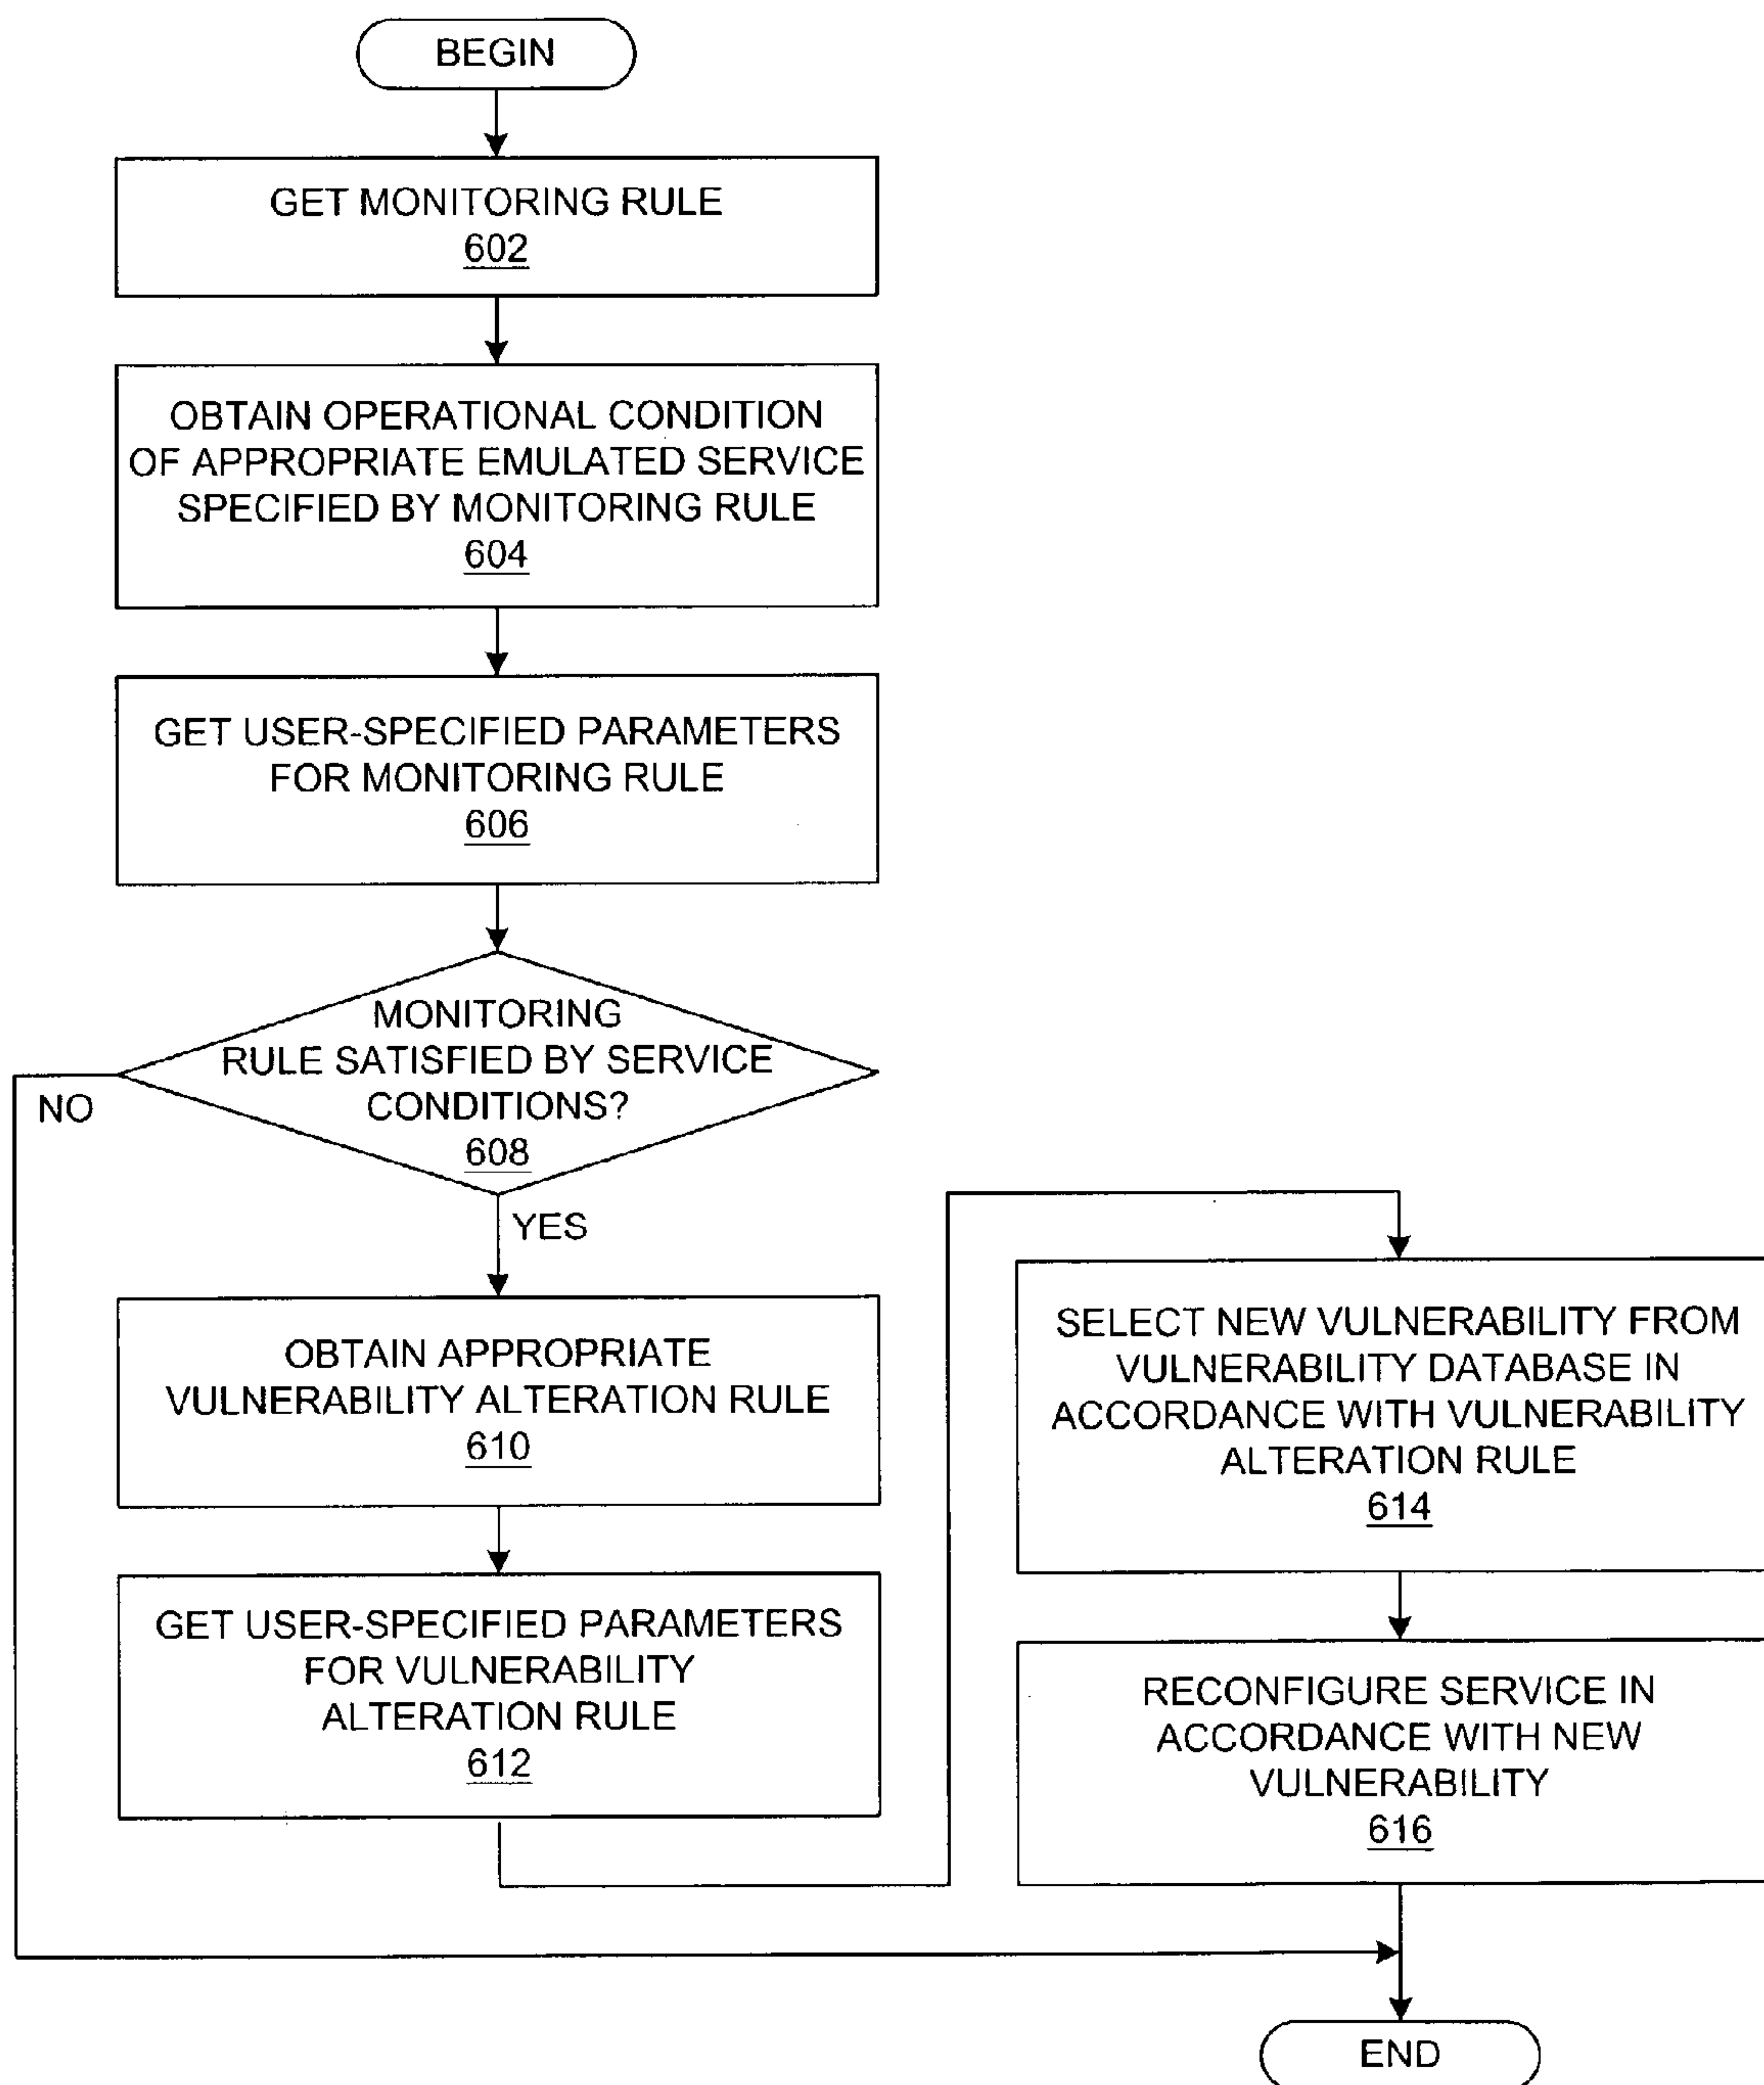 BEGIN
GET MONITORING RULE
602
OBTAIN OPERATIONAL CONDITION
OF APPROPRIATE EMULATED SERVICE
SPECIFIED BY MONITORING RULE
604
GET USER-SPECIFIED PARAMETERS
FOR MONITORING RULE
606
MONITORING
RULE SATISFIED BY SERVICE
CONDITIONS?
608
NO
YES
OBTAIN APPROPRIATE
VULNERABILITY ALTERATION RULE
610
GET USER-SPECIFIED PARAMETERS
FOR VULNERABILITY
ALTERATION RULE
612
SELECT NEW VULNERABILITY FROM
VULNERABILITY DATABASE IN
ACCORDANCE WITH VULNERABILITY
ALTERATION RULE
614
RECONFIGURE SERVICE IN
ACCORDANCE WITH NEW
VULNERABILITY
616
END